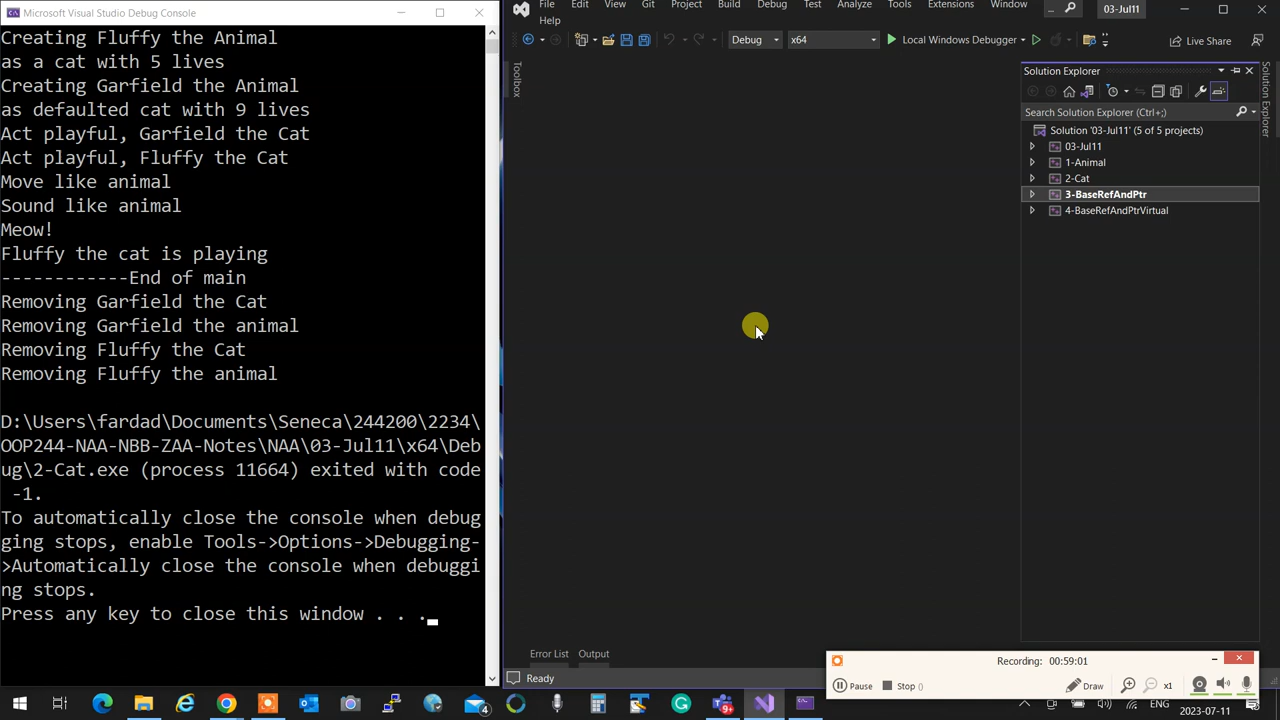 Microsoft Visual Studio Debug Console
Creating Fluffy the Animal
as a cat with 5 lives
Creating Garfield the Animal
as defaulted cat with 9 lives
Act playful, Garfield the Cat
Act playful, Fluffy the Cat
Move like animal
Sound like animal
Meow!
Fluffy the cat is playing
------------End of main
Removing Garfield the Cat
Removing Garfield the animal
Removing Fluffy the Cat
Removing Fluffy the animal
D:\Users\fardad\Documents\Seneca\244200\2234\
OOP244-NAA-NBB-ZAA-Notes\NAA\03-Jul11\x64\Deb
ug\2-Cat.exe (process 11664) exited with code
-1.
To automatically close the console when debug
ging stops, enable Tools->Options->Debugging-
>Automatically close the console when debuggi
ng stops.
Press any key to close this window . . .
File Edit View Git Project Build Debug Test Analyze Tools Extensions Window
Help
03-Jul11
Debug x64 Local Windows Debugger Live Share
Toolbox
Solution Explorer
Search Solution Explorer (Ctrl+;)
Solution '03-Jul11' (5 of 5 projects)
03-Jul11
1-Animal
2-Cat
3-BaseRefAndPtr
4-BaseRefAndPtrVirtual
Solution Explorer
Error List Output
Ready
Recording: 00:59:01
Pause Stop () Draw x1
4
9+
ENG 2023-07-11